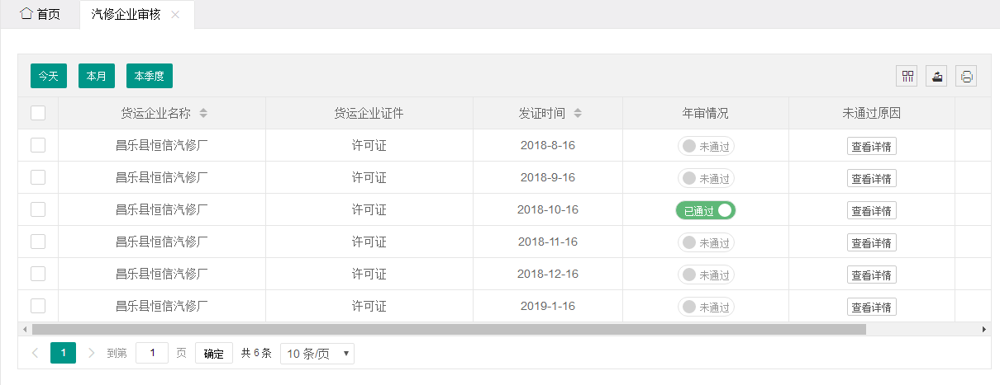 首页 汽修企业审核
今天 本月 本季度
货运企业名称 货运企业证件 发证时间 年审情况 未通过原因
昌乐县恒信汽修厂 许可证 2018-8-16 未通过 查看详情
昌乐县恒信汽修厂 许可证 2018-9-16 未通过 查看详情
昌乐县恒信汽修厂 许可证 2018-10-16 已通过 查看详情
昌乐县恒信汽修厂 许可证 2018-11-16 未通过 查看详情
昌乐县恒信汽修厂 许可证 2018-12-16 未通过 查看详情
昌乐县恒信汽修厂 许可证 2019-1-16 未通过 查看详情
1 到第 1 页 确定 共 6 条 10 条/页